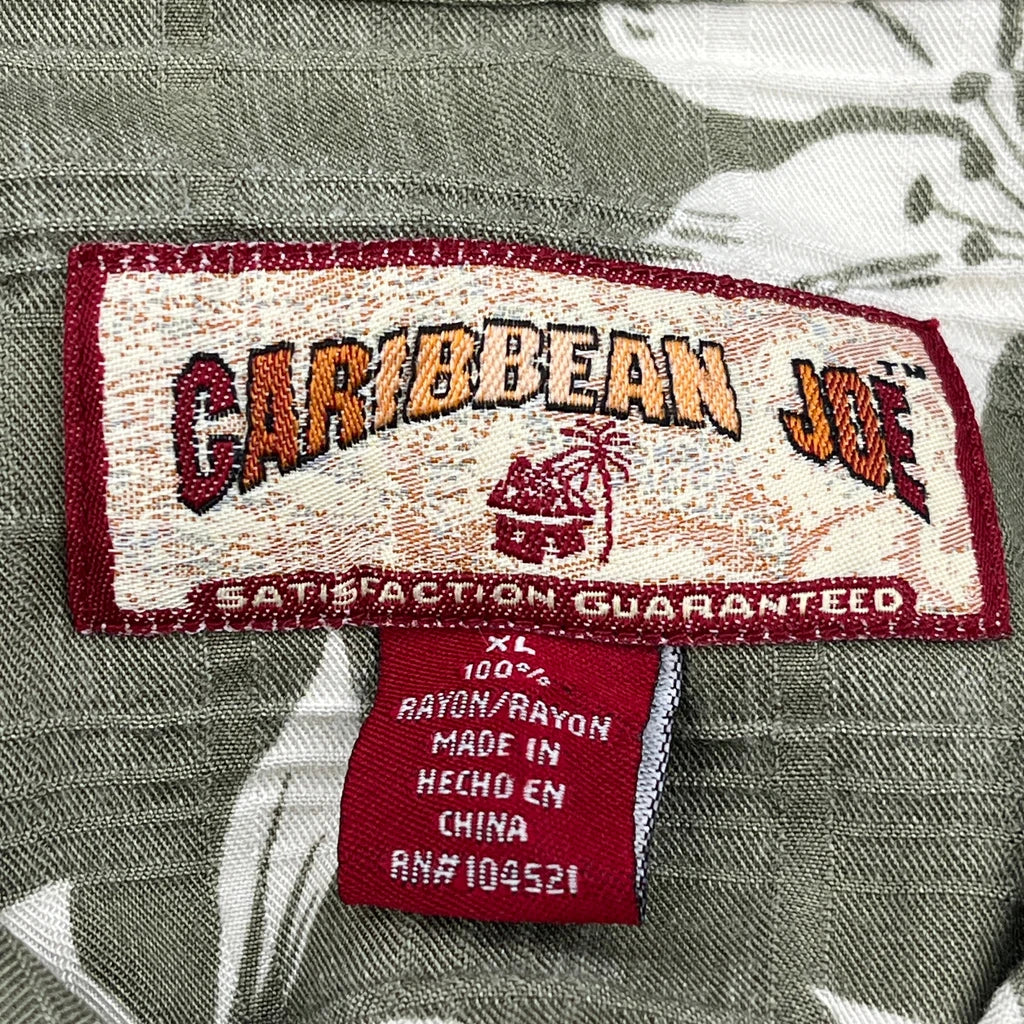 CARIBBEAN JOE™
SATISFACTION GUARANTEED
XL
100%
RAYON/RAYON
MADE IN
HECHO EN
CHINA
RN#104521